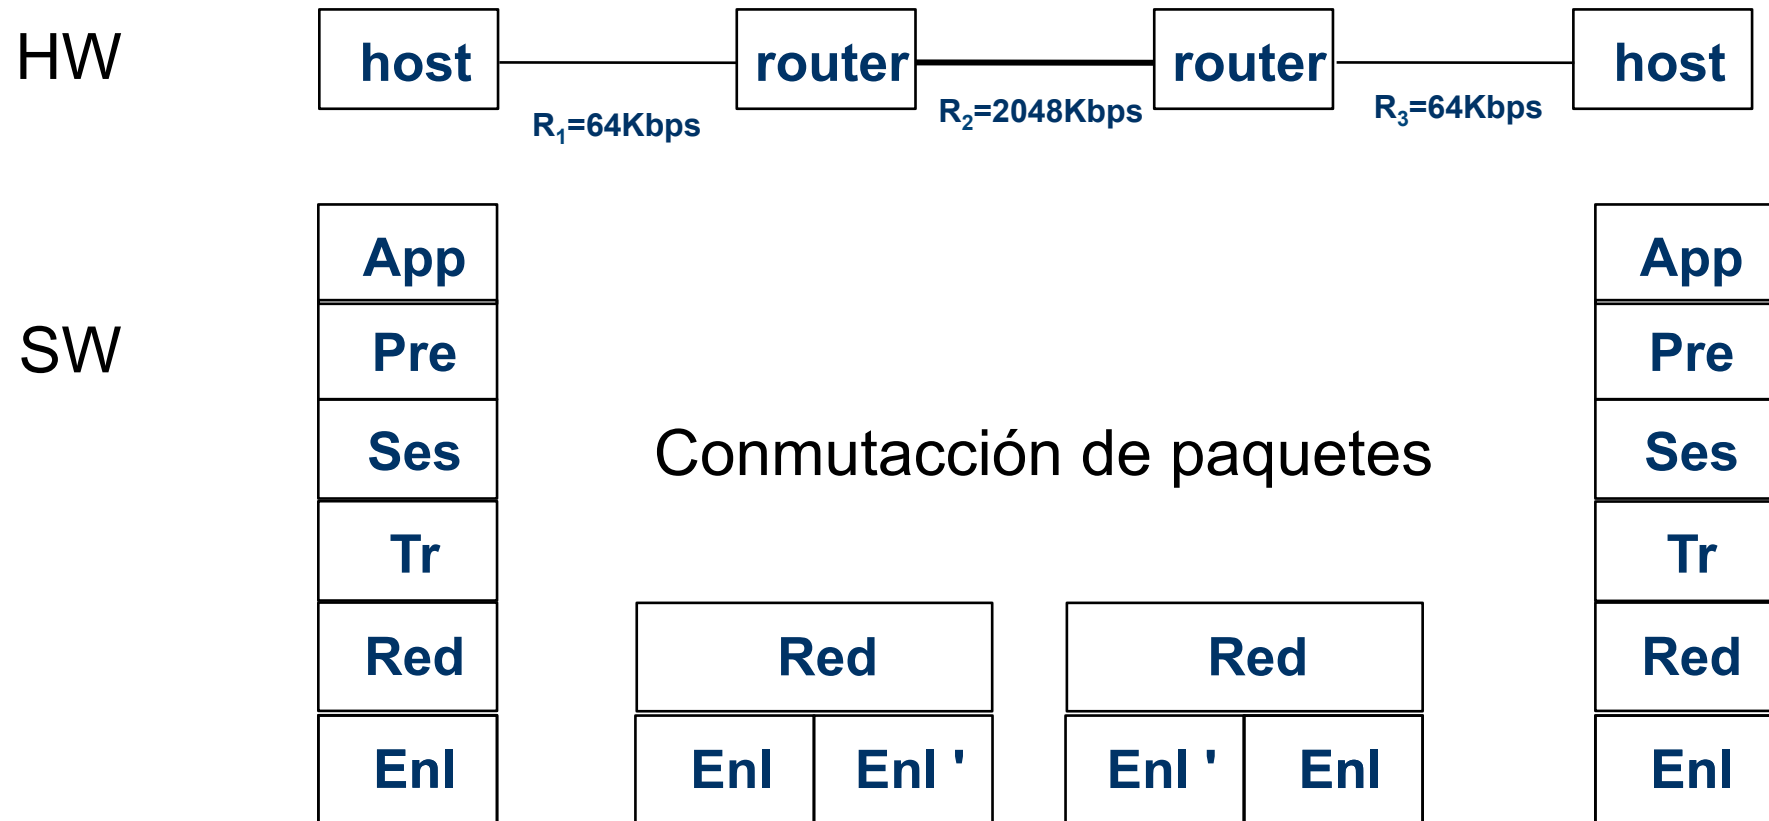 HW
host
router
router
host
R1=64Kbps
R2=2048Kbps
R3=64Kbps
SW
App
App
Pre
Pre
Ses
Conmutacción de paquetes
Ses
Tr
Tr
Red
Red
Red
Red
Enl
Enl
Enl '
Enl '
Enl
Enl